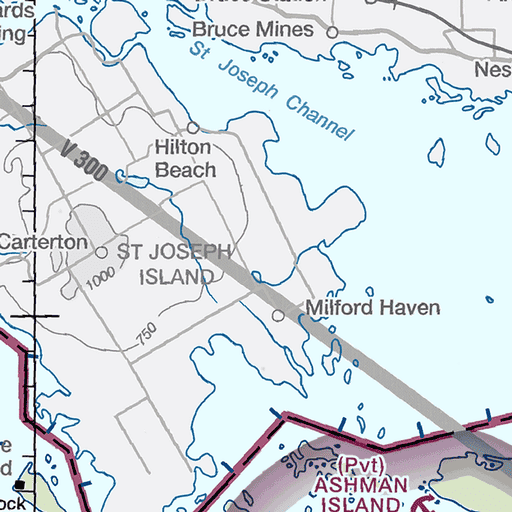 Bruce Mines
St Joseph Channel
Nes
Hilton
Beach
V 300
Carterton
ST JOSEPH
ISLAND
1000
750
Milford Haven
(Pvt)
ASHMAN
ISLAND
ock